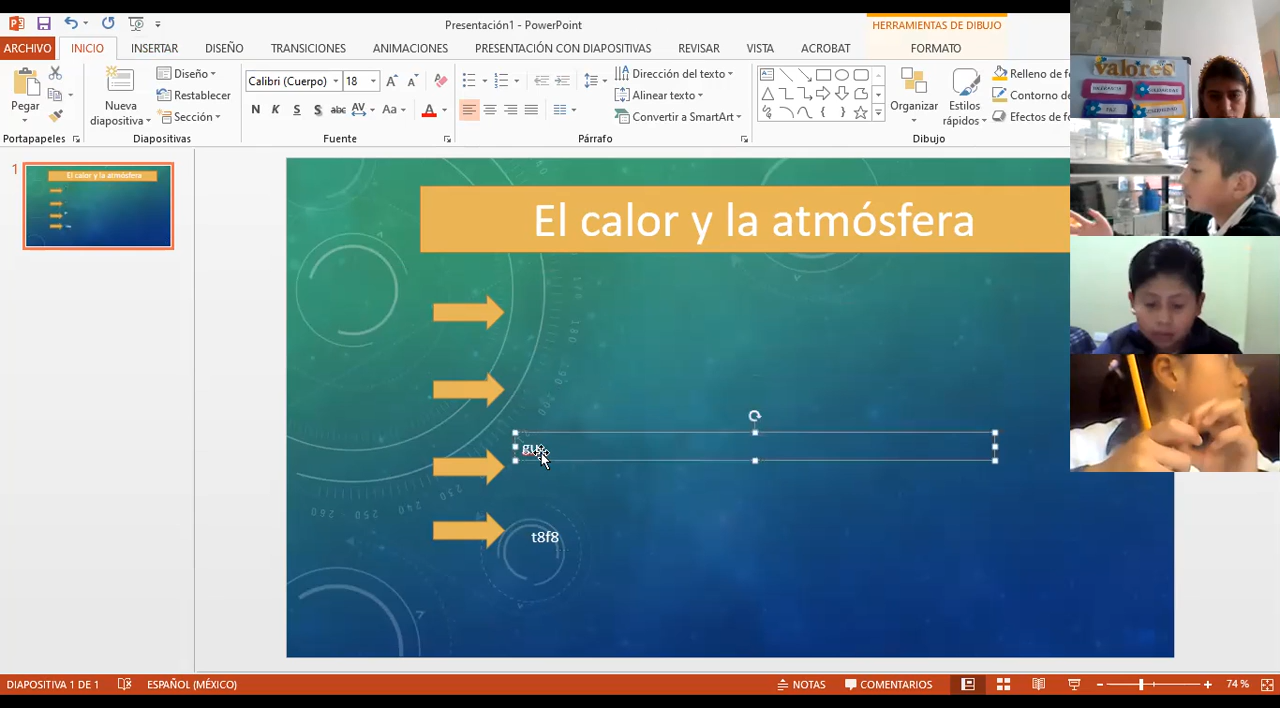 Presentación1 - PowerPoint
HERRAMIENTAS DE DIBUJO
ARCHIVO INICIO INSERTAR DISEÑO TRANSICIONES ANIMACIONES PRESENTACIÓN CON DIAPOSITIVAS REVISAR VISTA ACROBAT FORMATO
Pegar
Nueva diapositiva
Diseño
Restablecer
Sección
Calibri (Cuerpo) 18
N K S S abc AV Aa A
Dirección del texto
Alinear texto
Convertir a SmartArt
Organizar
Estilos rápidos
Relleno de f
Contorno d
Efectos de fo
Portapapeles Diapositivas Fuente Párrafo Dibujo
valores
1
El calor y la atmósfera
El calor y la atmósfera
t8f8
DIAPOSITIVA 1 DE 1 ESPAÑOL (MÉXICO) NOTAS COMENTARIOS 74 %